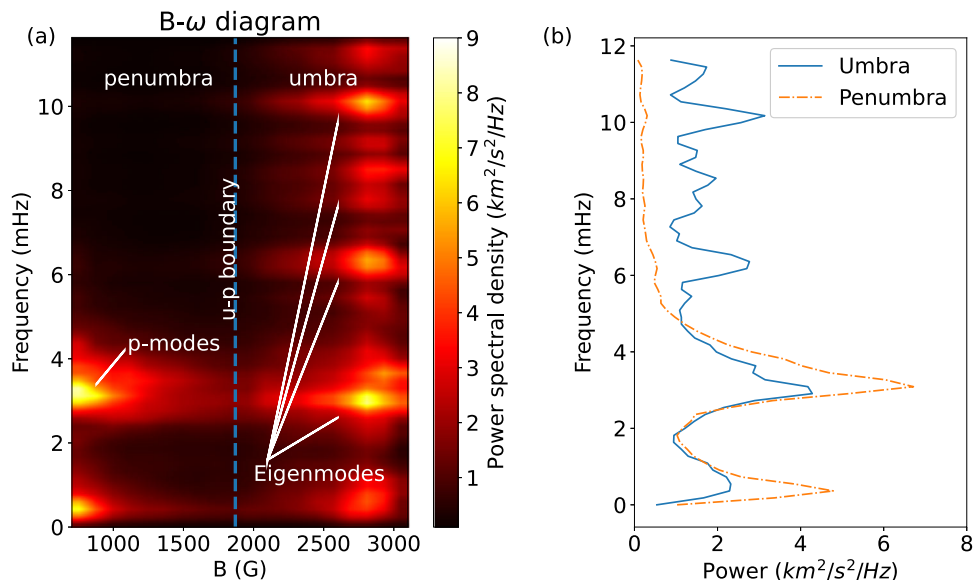 B-ω diagram
(a)
penumbra
umbra
u-p boundary
p-modes
Eigenmodes
Frequency (mHz)
10
8
6
4
2
0
1000
1500
2000
2500
3000
B (G)
9
8
7
6
5
4
3
2
1
Power spectral density (km²/s²/Hz)
(b)
Umbra
Penumbra
Frequency (mHz)
12
10
8
6
4
2
0
0
2
4
6
8
Power (km²/s²/Hz)